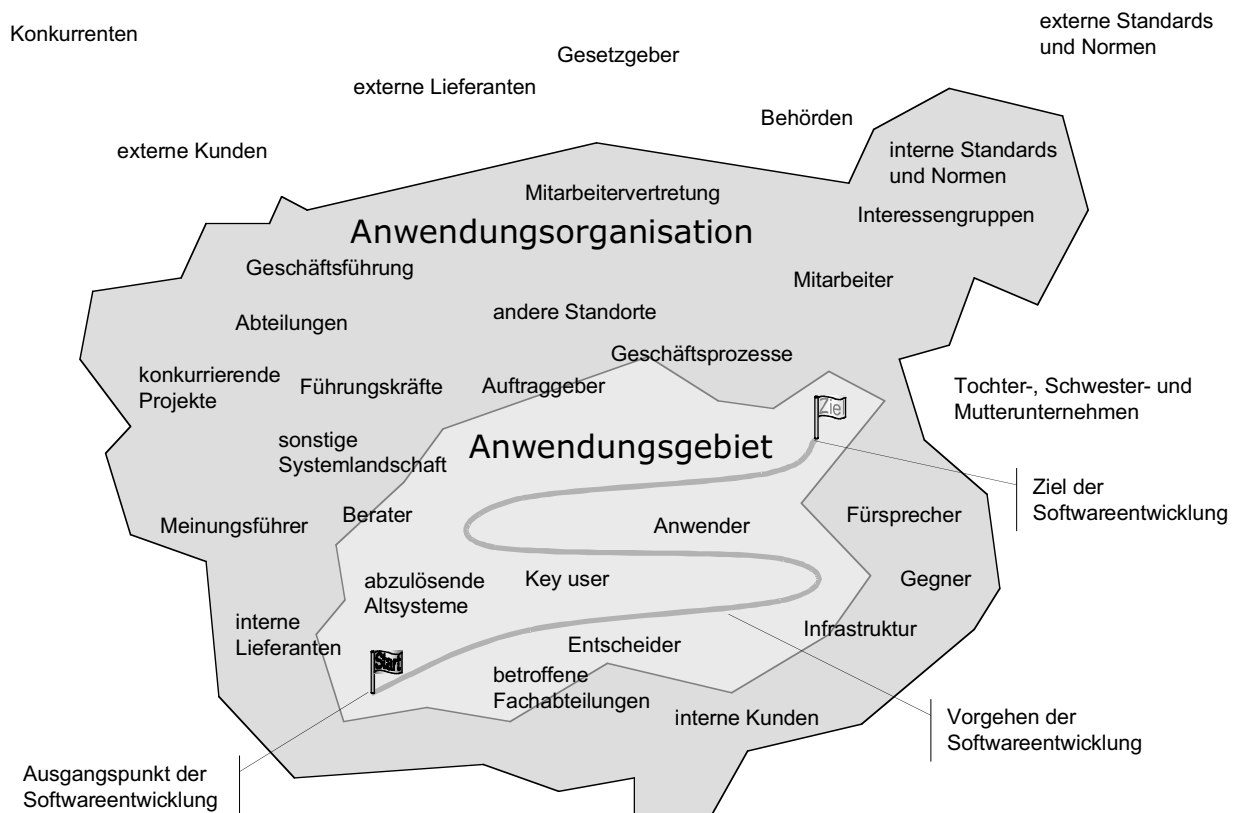 Konkurrenten
externe Standards
und Normen
Gesetzgeber
externe Lieferanten
Behörden
externe Kunden
interne Standards
und Normen
Mitarbeitervertretung
Interessengruppen
Anwendungsorganisation
Geschäftsführung
Mitarbeiter
andere Standorte
Abteilungen
Geschäftsprozesse
konkurrierende
Projekte
Führungskräfte
Auftraggeber
Tochter-, Schwester- und
Mutterunternehmen
Ziel
sonstige
Systemlandschaft
Anwendungsgebiet
Ziel der
Softwareentwicklung
Meinungsführer
Berater
Anwender
Fürsprecher
abzulösende
Altsysteme
Key user
Gegner
interne
Lieferanten
Infrastruktur
Entscheider
Start
betroffene
Fachabteilungen
interne Kunden
Vorgehen der
Softwareentwicklung
Ausgangspunkt der
Softwareentwicklung